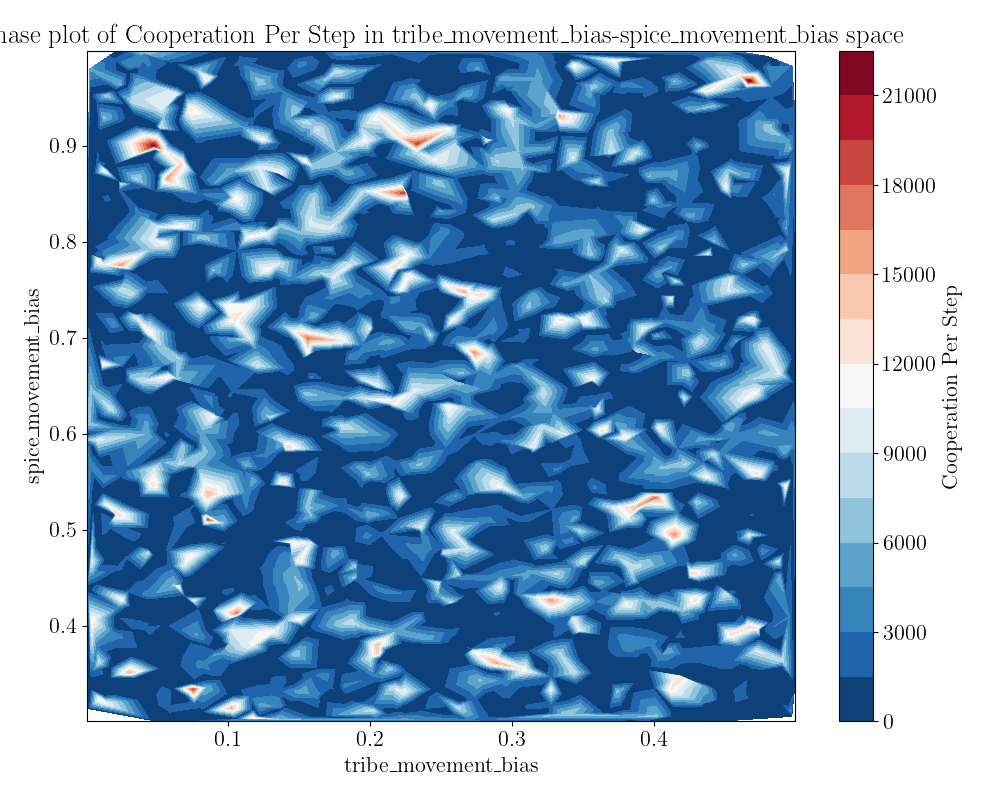 hase plot of Cooperation Per Step in tribe_movement_bias-spice_movement_bias space
0.9
0.8
0.7
0.6
0.5
0.4
spice_movement_bias
0.1 0.2 0.3 0.4
tribe_movement_bias
21000
18000
15000
12000
9000
6000
3000
0
Cooperation Per Step